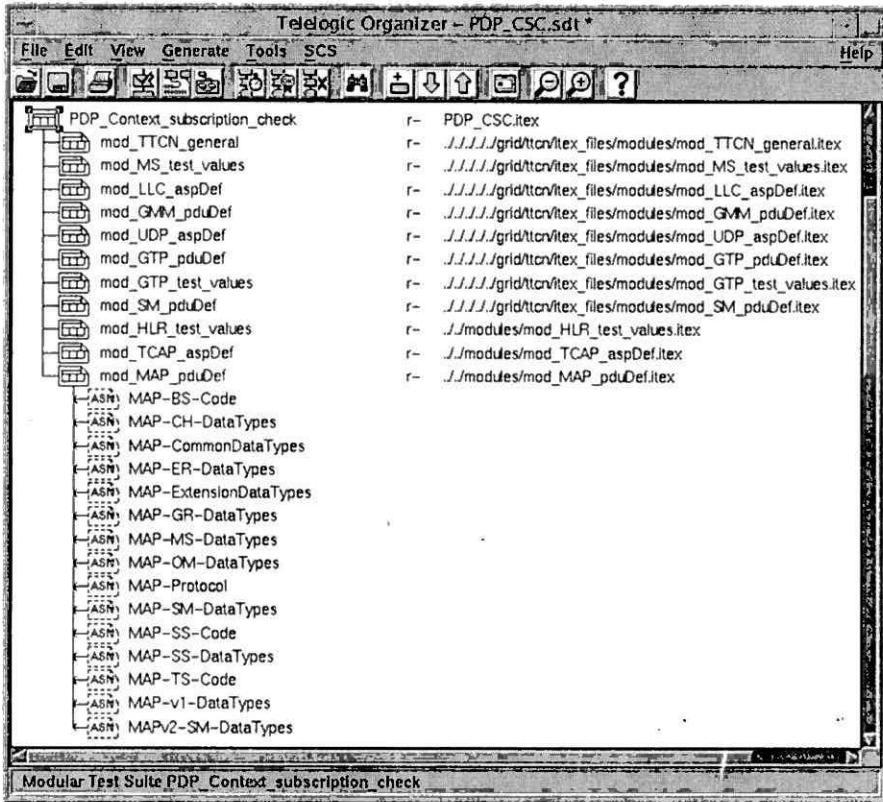 Telelogic Organizer – PDP_CSC.sdt *
File Edit View Generate Tools SCS Help
PDP_Context_subscription_check r– PDP_CSC.itex
mod_TTCN_general r– ././././././grid/ttcn/itex_files/modules/mod_TTCN_general.itex
mod_MS_test_values r– ././././././grid/ttcn/itex_files/modules/mod_MS_test_values.itex
mod_LLC_aspDef r– ././././././grid/ttcn/itex_files/modules/mod_LLC_aspDef.itex
mod_GMM_pduDef r– ././././././grid/ttcn/itex_files/modules/mod_GMM_pduDef.itex
mod_UDP_aspDef r– ././././././grid/ttcn/itex_files/modules/mod_UDP_aspDef.itex
mod_GTP_pduDef r– ././././././grid/ttcn/itex_files/modules/mod_GTP_pduDef.itex
mod_GTP_test_values r– ././././././grid/ttcn/itex_files/modules/mod_GTP_test_values.itex
mod_SM_pduDef r– ././././././grid/ttcn/itex_files/modules/mod_SM_pduDef.itex
mod_HLR_test_values r– ././modules/mod_HLR_test_values.itex
mod_TCAP_aspDef r– ././modules/mod_TCAP_aspDef.itex
mod_MAP_pduDef r– ././modules/mod_MAP_pduDef.itex
ASN MAP-BS-Code
ASN MAP-CH-DataTypes
ASN MAP-CommonDataTypes
ASN MAP-ER-DataTypes
ASN MAP-ExtensionDataTypes
ASN MAP-GR-DataTypes
ASN MAP-MS-DataTypes
ASN MAP-OM-DataTypes
ASN MAP-Protocol
ASN MAP-SM-DataTypes
ASN MAP-SS-Code
ASN MAP-SS-DataTypes
ASN MAP-TS-Code
ASN MAP-v1-DataTypes
ASN MAPv2-SM-DataTypes
Modular Test Suite PDP_Context_subscription_check